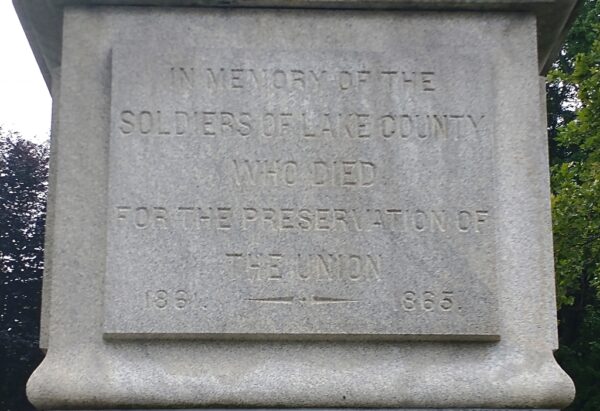 IN MEMORY OF THE
SOLDIERS OF LAKE COUNTY
WHO DIED
FOR THE PRESERVATION OF
THE UNION
1861. 1865.